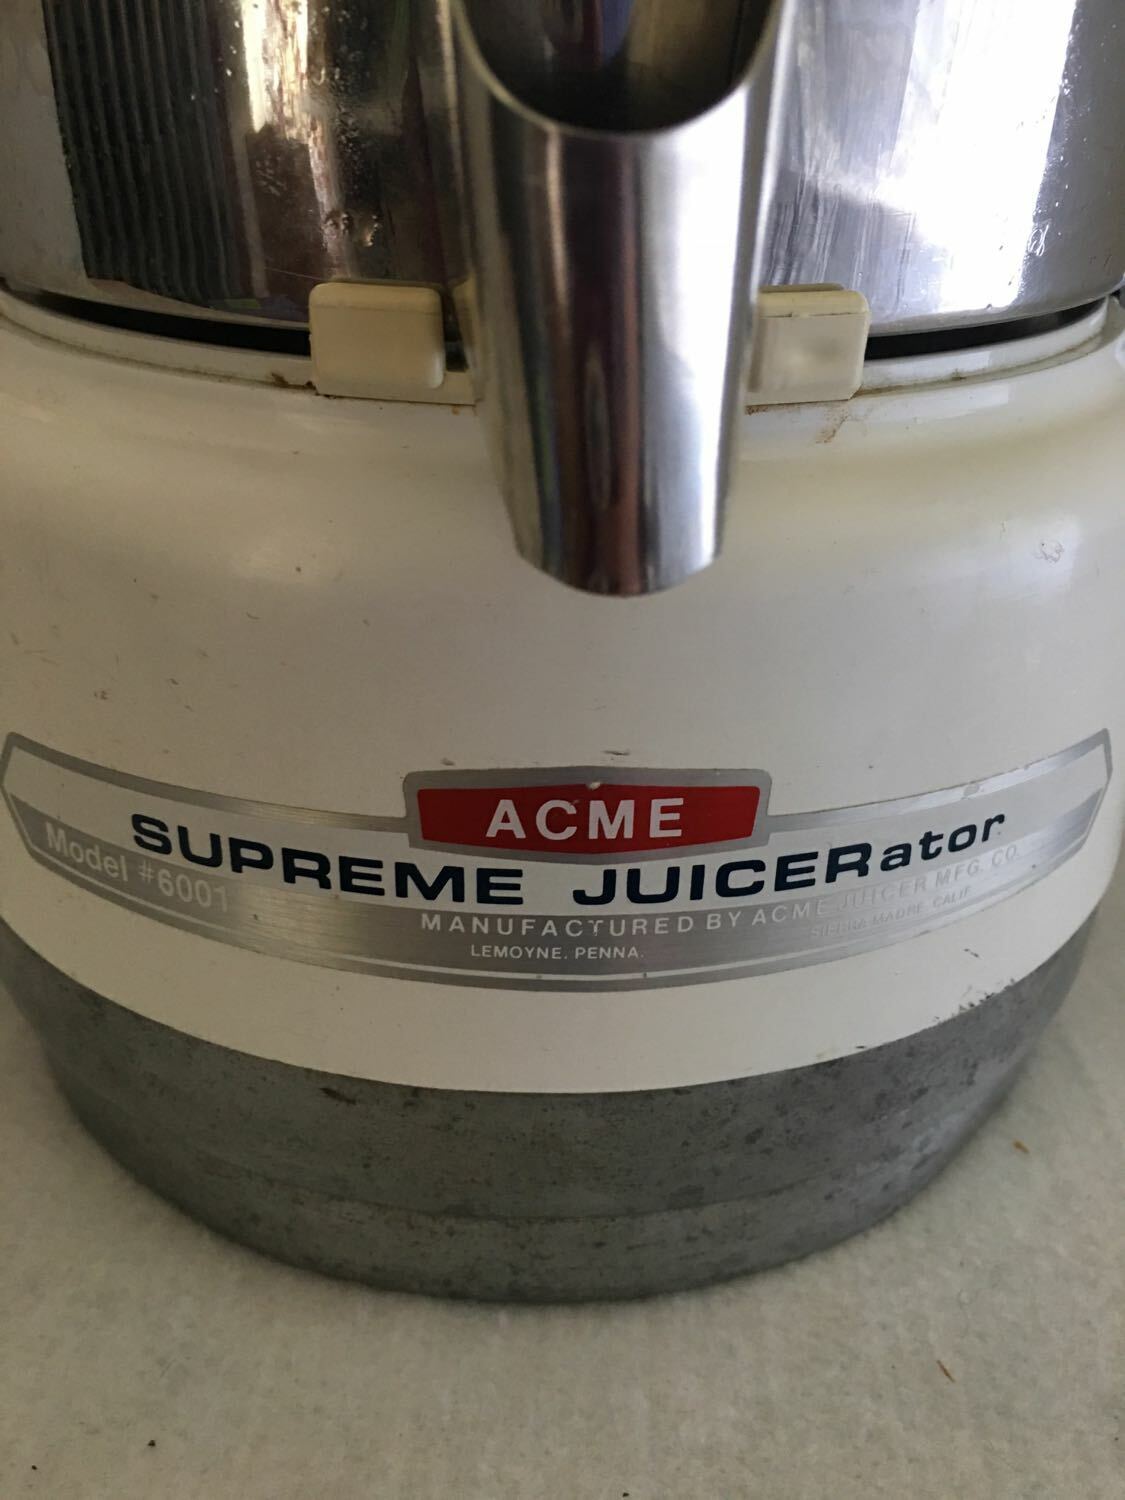 ACME
SUPREME JUICERator
Model #6001
MANUFACTURED BY ACME JUICER MFG. CO.
LEMOYNE, PENNA.
SIERRA MADRE, CALIF.